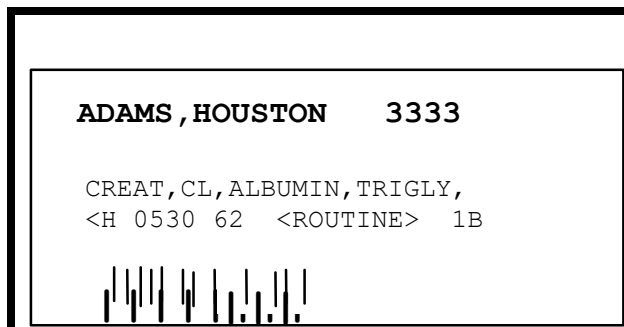 ADAMS,HOUSTON 3333
CREAT,CL,ALBUMIN,TRIGLY,
<H 0530 62 <ROUTINE> 1B